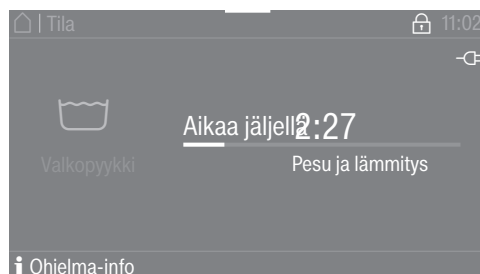 | Tila 11:02
Aikaa jäljellä 2:27
Valkopyykki
Pesu ja lämmitys
i Ohjelma-info